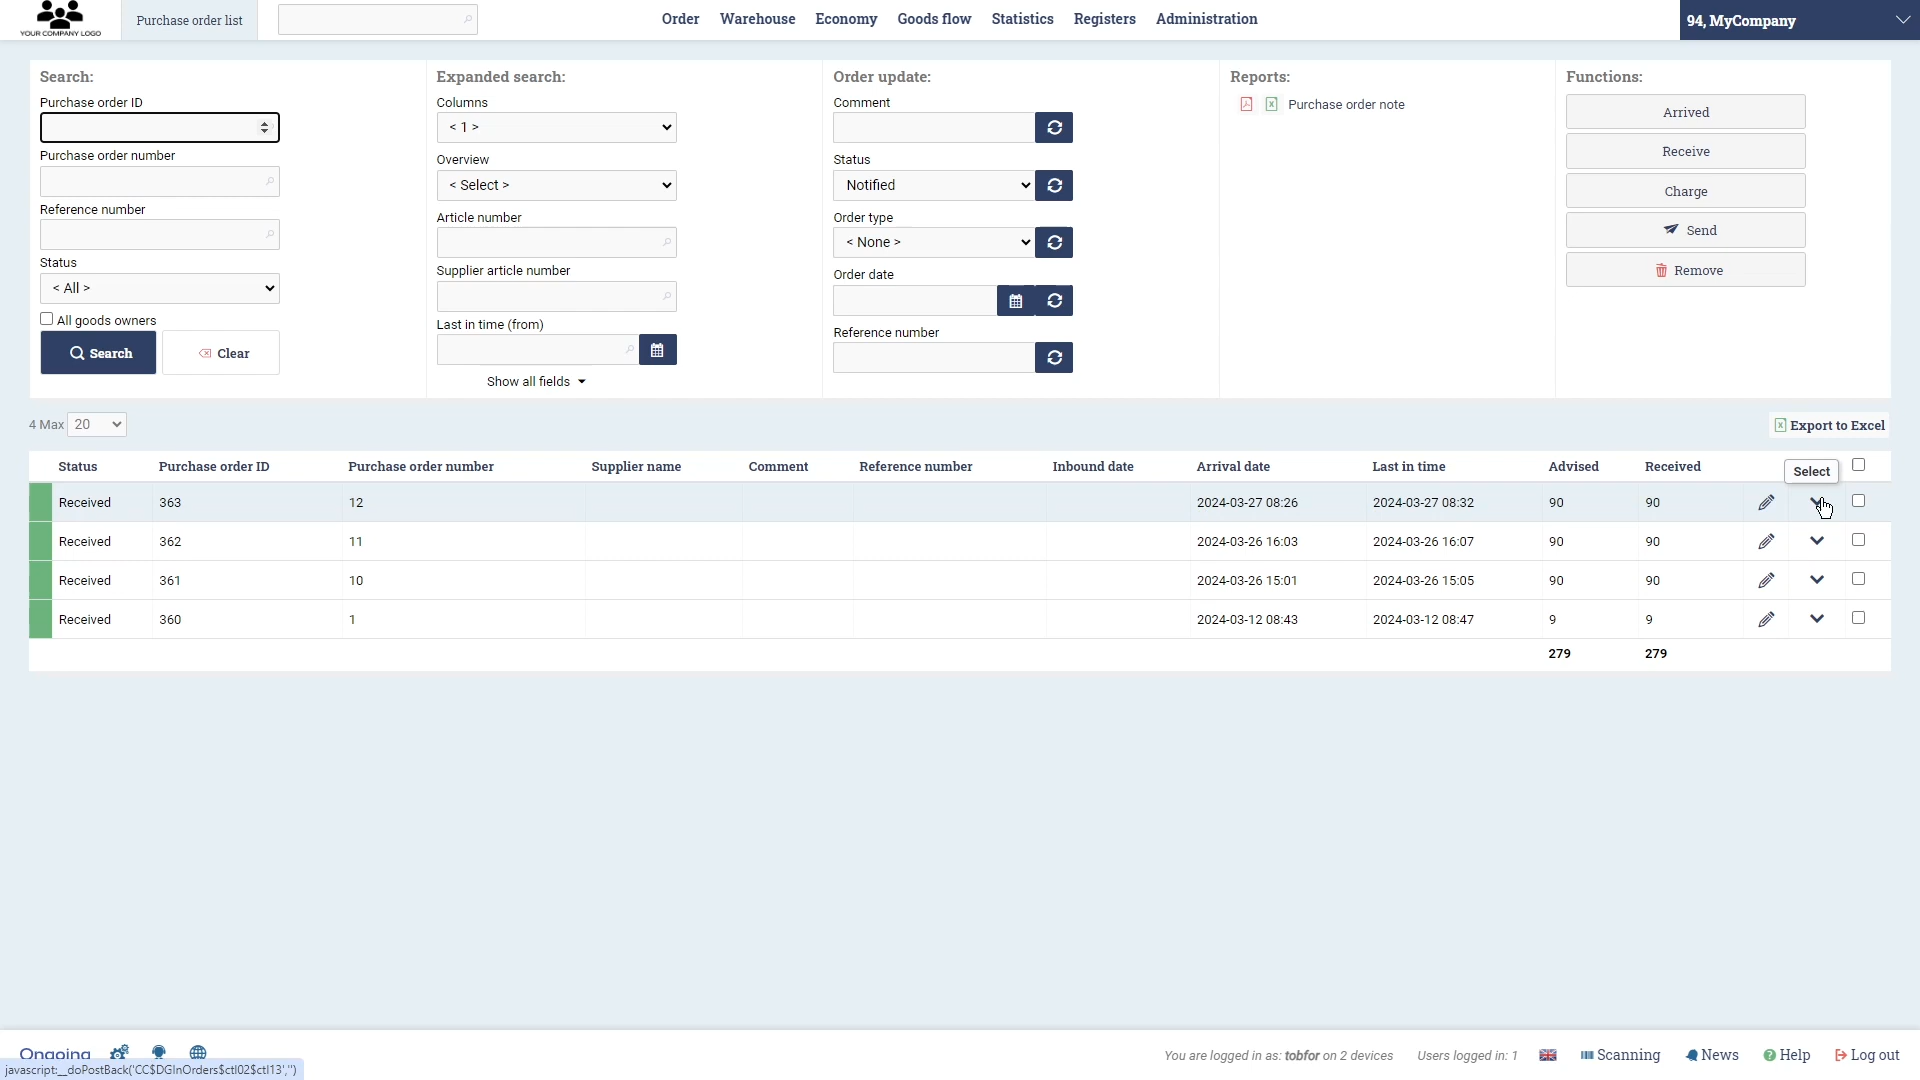 YOUR COMPANY LOGO
Purchase order list
Order Warehouse Economy Goods flow Statistics Registers Administration
94, MyCompany
Search:
Purchase order ID
Purchase order number
Reference number
Status
< All >
All goods owners
Search Clear
Expanded search:
Columns
< 1 >
Overview
< Select >
Article number
Supplier article number
Last in time (from)
Show all fields
Order update:
Comment
Status
Notified
Order type
< None >
Order date
Reference number
Reports:
Purchase order note
Functions:
Arrived
Receive
Charge
Send
Remove
4 Max 20
Export to Excel
Status Purchase order ID Purchase order number Supplier name Comment Reference number Inbound date Arrival date Last in time Advised Received
Select
Received 363 12 2024-03-27 08:26 2024-03-27 08:32 90 90
Received 362 11 2024-03-26 16:03 2024-03-26 16:07 90 90
Received 361 10 2024-03-26 15:01 2024-03-26 15:05 90 90
Received 360 1 2024-03-12 08:43 2024-03-12 08:47 9 9
279 279
Ongoing
You are logged in as: tobfor on 2 devices Users logged in: 1 Scanning News Help Log out
javascript:__doPostBack('CC$DGInOrders$ctl02$ctl13','')